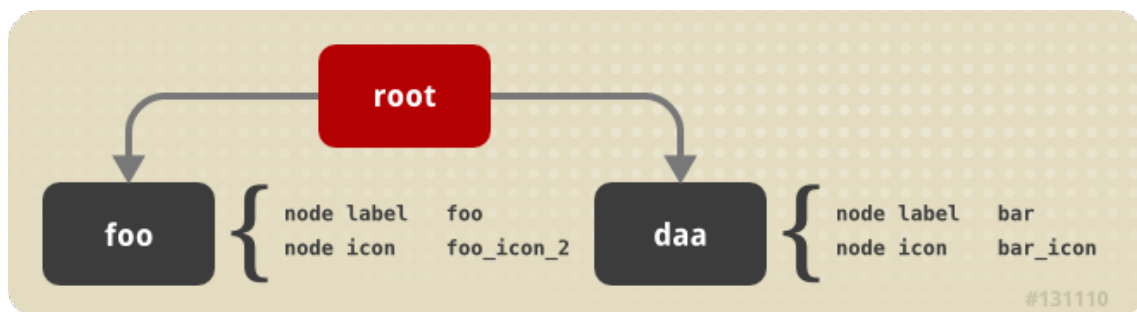 root
foo
node label foo
node icon foo_icon_2
daa
node label bar
node icon bar_icon
#131110